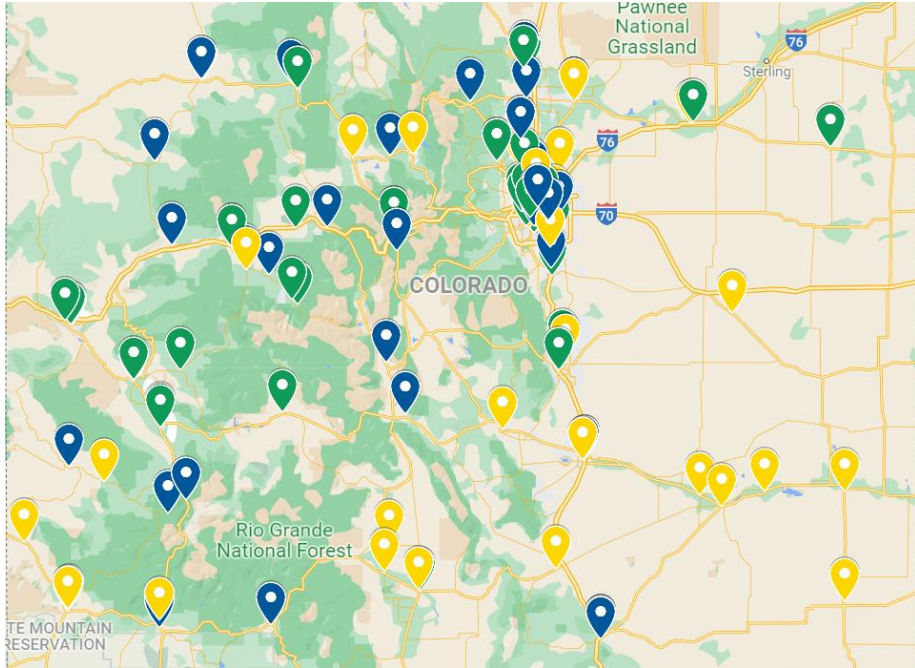 Pawnee
National
Grassland
76
Sterling
76
70
COLORADO
Rio Grande
National Forest
TE MOUNTAIN
RESERVATION